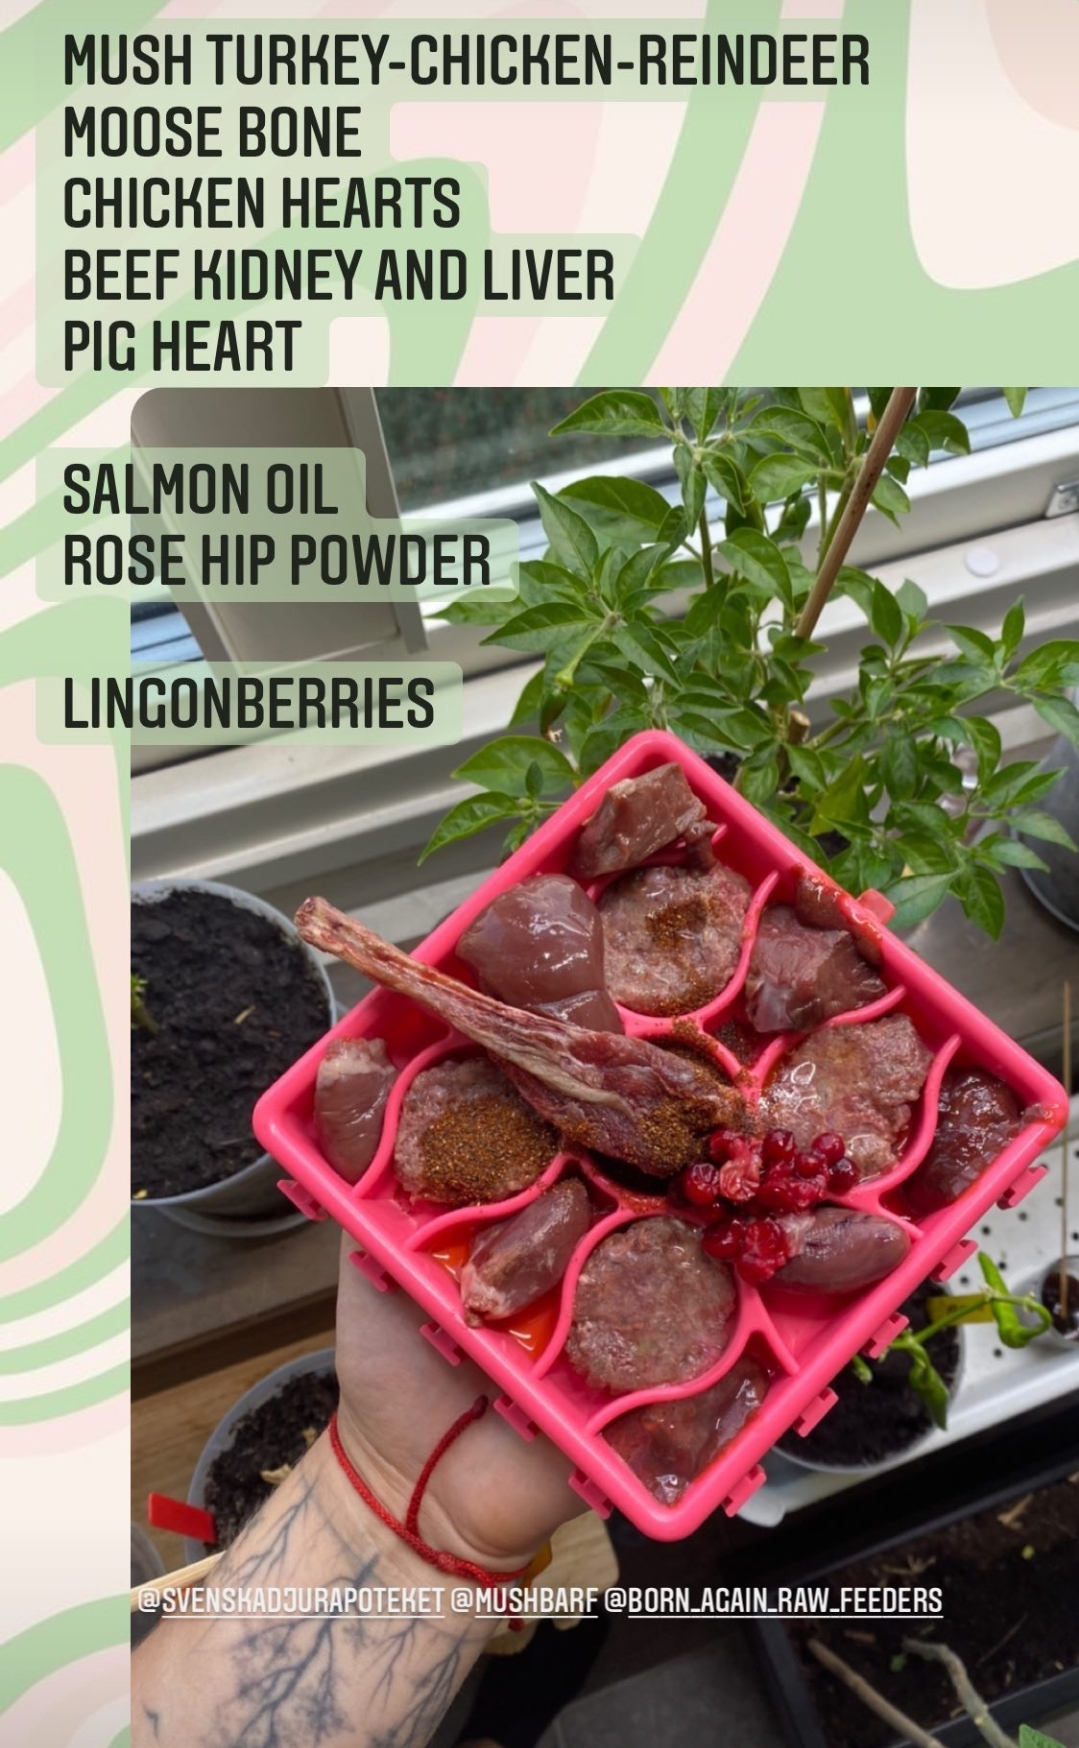 MUSH TURKEY-CHICKEN-REINDEER
MOOSE BONE
CHICKEN HEARTS
BEEF KIDNEY AND LIVER
PIG HEART
SALMON OIL
ROSE HIP POWDER
LINGONBERRIES
@SVENSKADJURAPOTEKET @MUSHBARF @BORN_AGAIN_RAW_FEEDERS